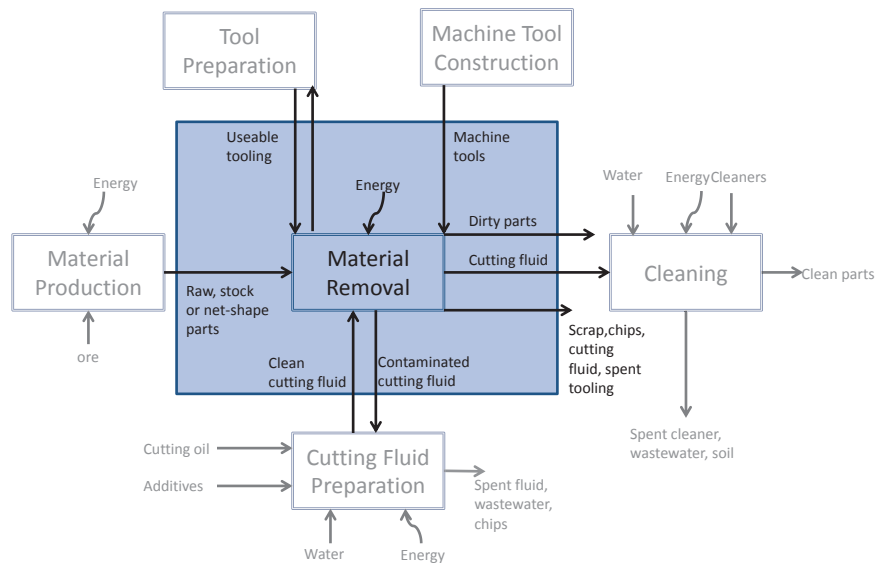 Tool
Preparation
Machine Tool
Construction
Useable
tooling
Machine
tools
Energy
Energy
Water
EnergyCleaners
Dirty parts
Material
Production
Material
Removal
Cutting fluid
Cleaning
Clean parts
Raw, stock
or net-shape
parts
ore
Clean
cutting fluid
Contaminated
cutting fluid
Scrap,chips,
cutting
fluid, spent
tooling
Spent cleaner,
wastewater, soil
Cutting oil
Additives
Cutting Fluid
Preparation
Spent fluid,
wastewater,
chips
Water
Energy